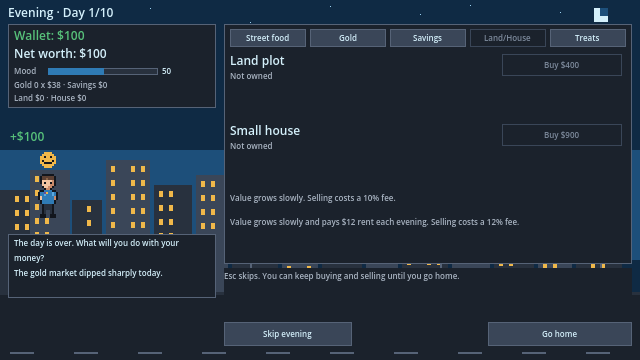 Evening · Day 1/10
Wallet: $100
Net worth: $100
Mood 50
Gold 0 x $38 · Savings $0
Land $0 · House $0
+$100
The day is over. What will you do with your
money?
The gold market dipped sharply today.
Street food Gold Savings Land/House Treats
Land plot
Not owned
Buy $400
Small house
Not owned
Buy $900
Value grows slowly. Selling costs a 10% fee.
Value grows slowly and pays $12 rent each evening. Selling costs a 12% fee.
Esc skips. You can keep buying and selling until you go home.
Skip evening Go home